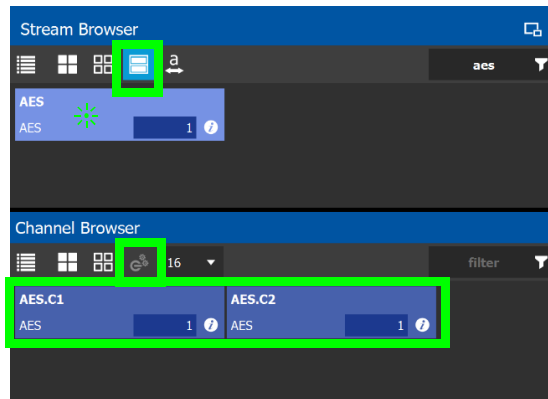 Stream Browser
a
aes
AES
AES 1 i
Channel Browser
16 filter
AES.C1 AES.C2
AES 1 i AES 1 i